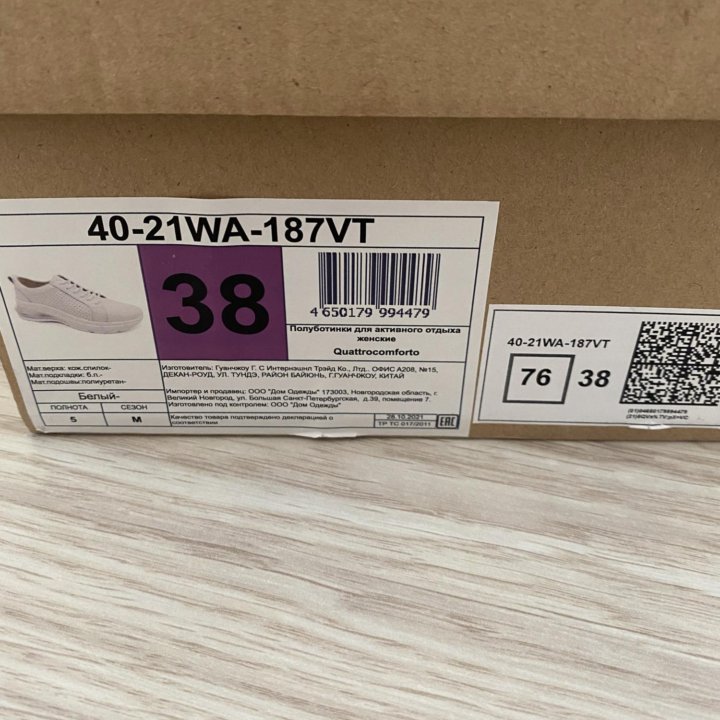 40-21WA-187VT
38
4 650179 994479
Полуботинки для активного отдыха
женские
Quattrocomforto
Мат.верха: кож.спилок-
Мат.подкладки: б.п.-
Мат.подошвы:полиуретан-
Белый-
ПОЛНОТА СЕЗОН
5 M
Изготовитель: Гуанчжоу Г. С Интернэшнл Трэйд Ко., Лтд. ОФИС А208, №15,
ДЕКАН-РОУД, УЛ. ТУНДЭ, РАЙОН БАЙЮНЬ, Г.ГУАНЧЖОУ, КИТАЙ
Импортер и продавец: ООО "Дом Одежды" 173003, Новгородская область, г.
Великий Новгород, ул. Большая Санкт-Петербургская, д.39, помещение 7.
Изготовлено под контролем: ООО "Дом Одежды"
Качество товара подтверждено декларацией о
соответствии
28.10.2021
ТР ТС 017/2011
EAC
40-21WA-187VT
76 38
(01)04650179994479